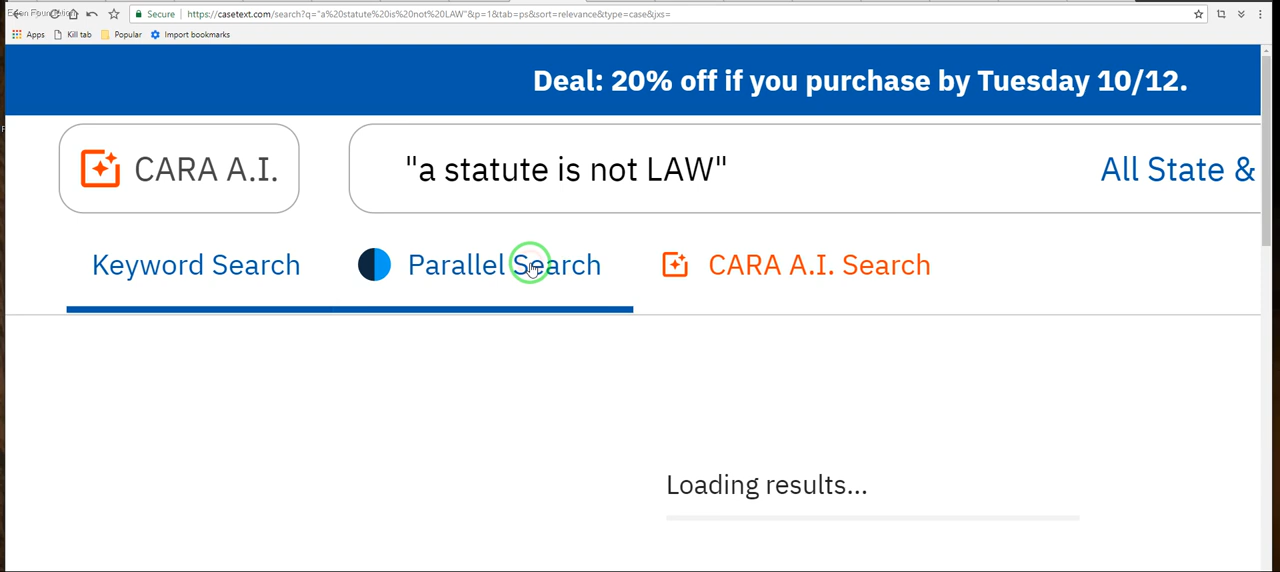 Secure https://casetext.com/search?q="a%20statute%20is%20not%20LAW"&p=1&tab=ps&sort=relevance&type=case&jxs=
Apps Kill tab Popular Import bookmarks
Deal: 20% off if you purchase by Tuesday 10/12.
CARA A.I. "a statute is not LAW" All State &
Keyword Search Parallel Search CARA A.I. Search
Loading results...